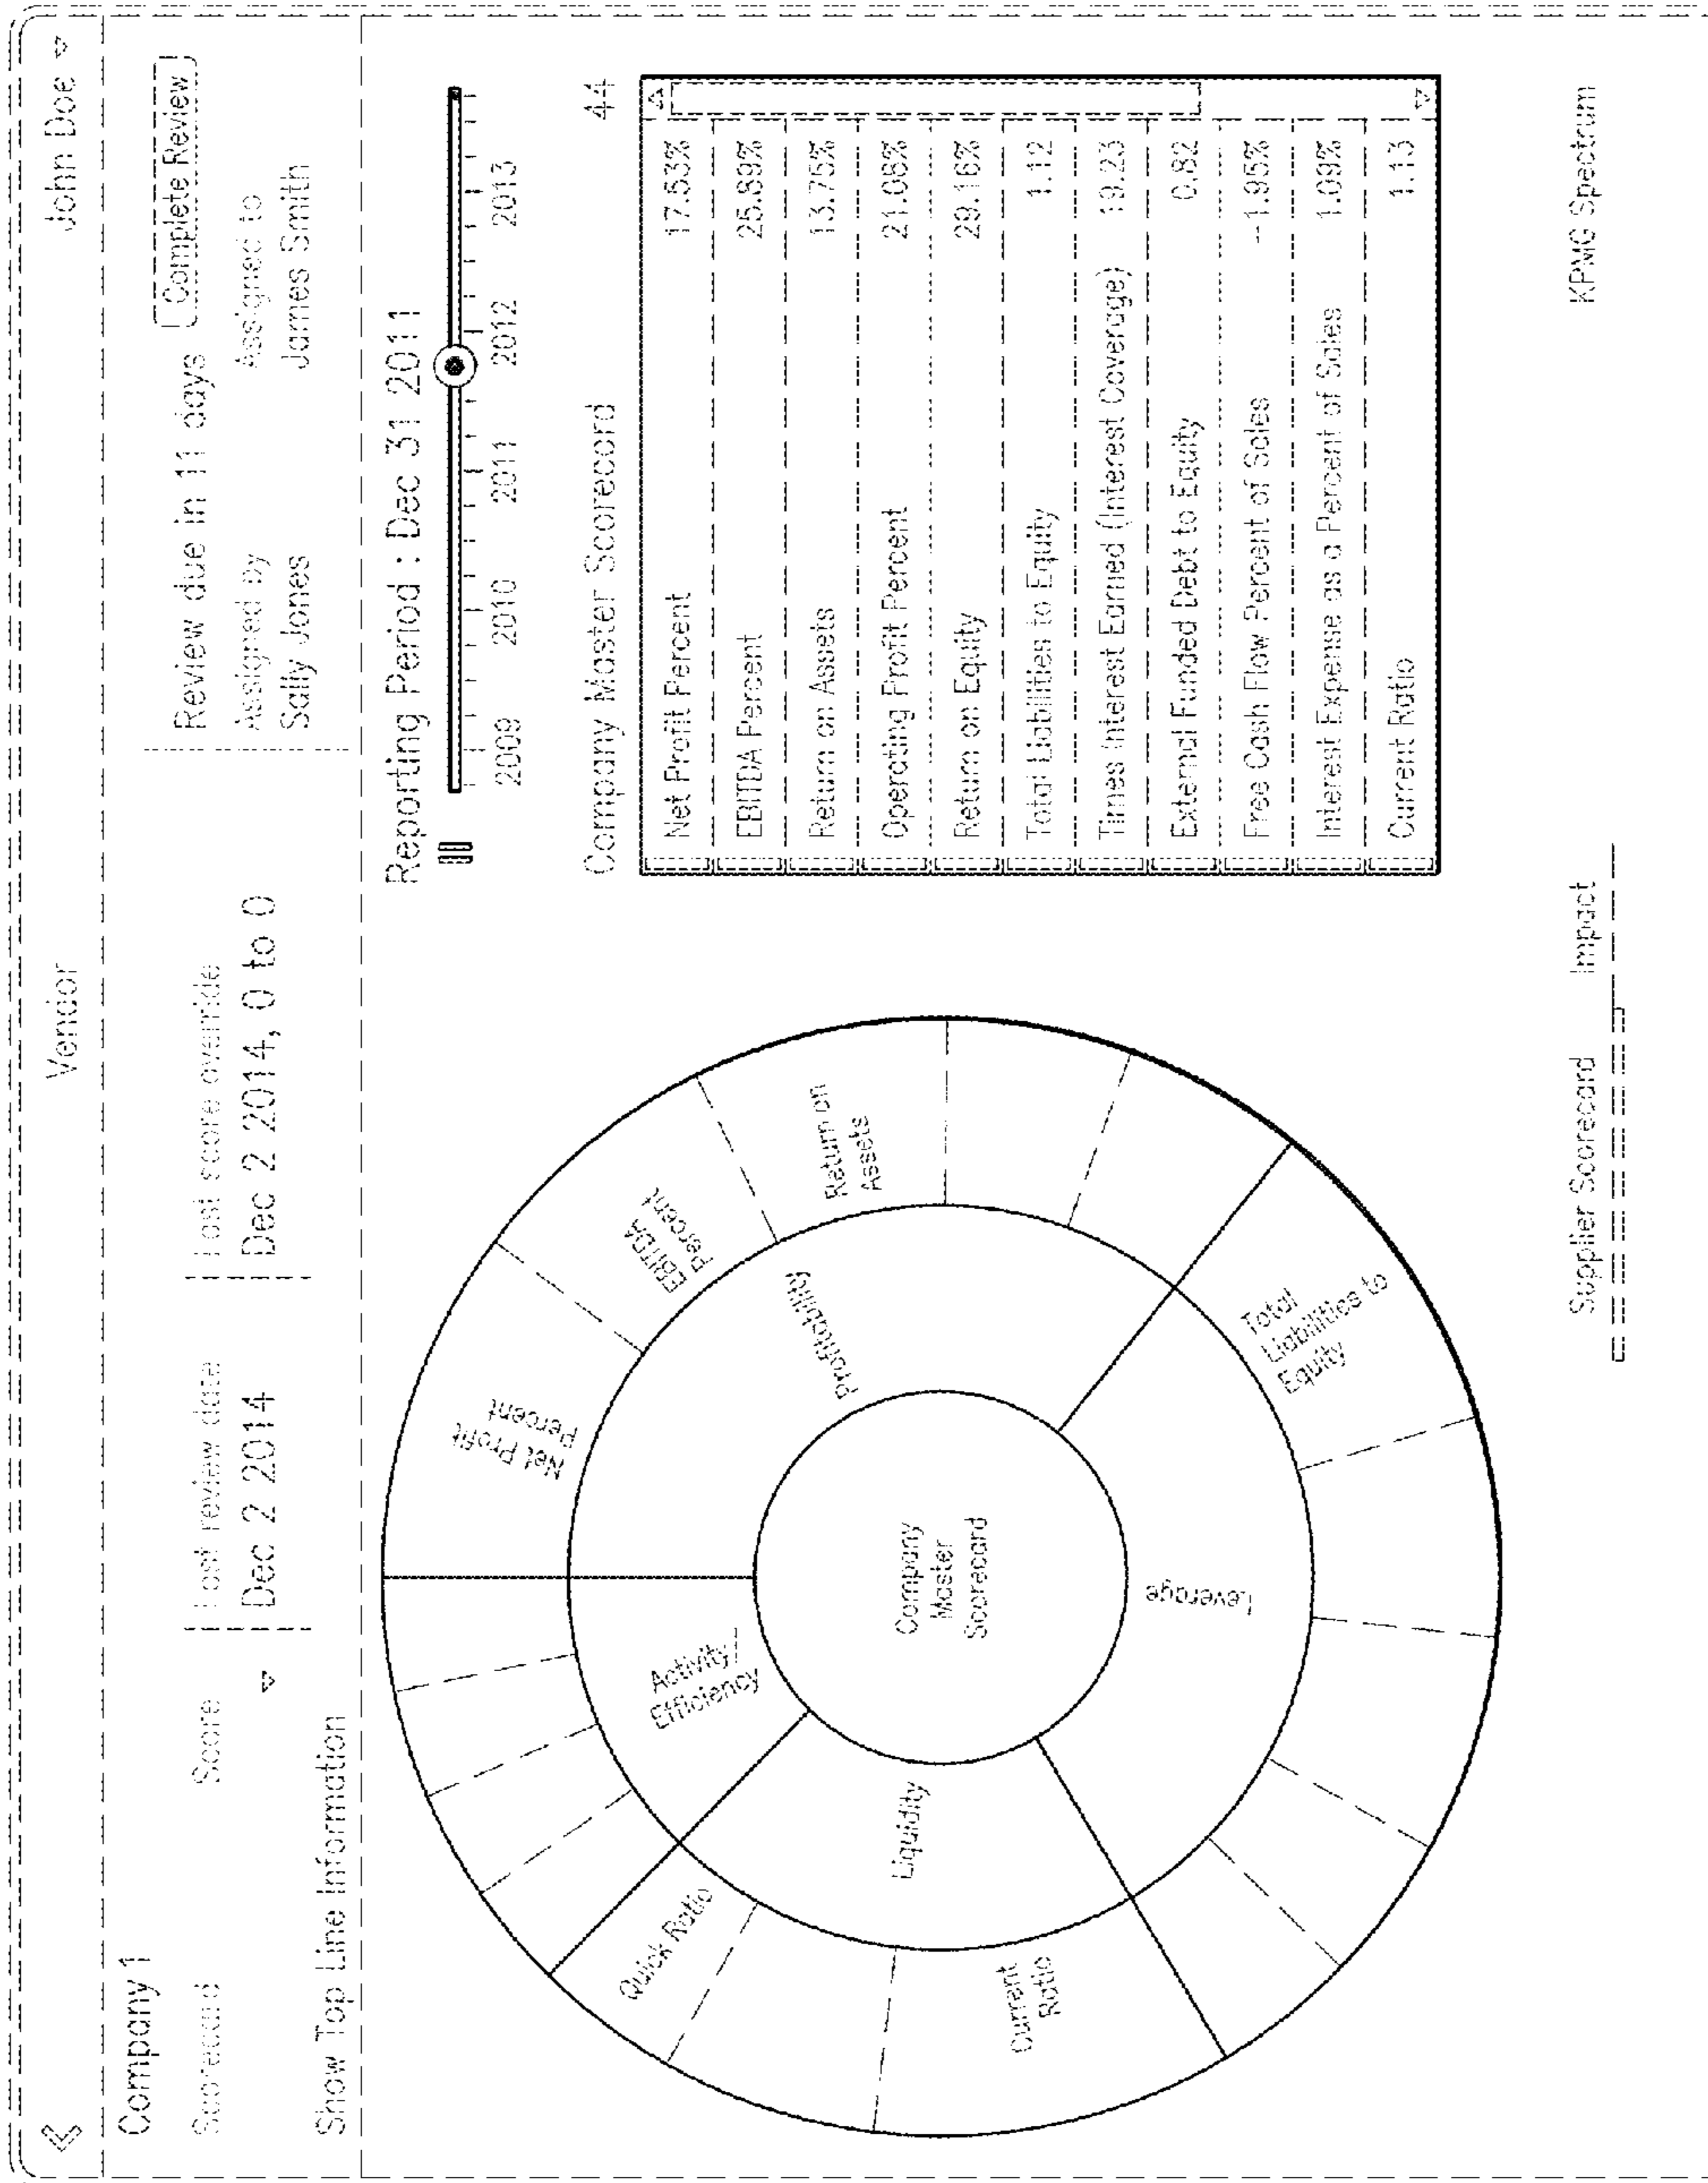 Vendor
John Doe
Company 1
Scorecard
Score
Last review date
Dec 2 2014
Last score override
Dec 2 2014, 0 to 0
Review due in 11 days
Complete Review
Assigned By
Sally Jones
Assigned to
James Smith
Show Top Line Information
Reporting Period : Dec 31 2011
2009 2010 2011 2012 2013
Company Master Scorecard 44
Net Profit Percent 17.53%
EBITDA Percent 25.89%
Return on Assets 13.75%
Operating Profit Percent 21.08%
Return on Equity 29.16%
Total Liabilities to Equity 1.12
Times Interest Earned (Interest Coverage) 19.23
External Funded Debt to Equity 0.82
Free Cash Flow Percent of Sales -1.95%
Interest Expense as a Percent of Sales 1.09%
Current Ratio 1.13
Net Profit
Percent
EBITDA
Percent
Return on
Assets
Profitability
Activity/
Efficiency
Quick Ratio
Liquidity
Current
Ratio
Company
Master
Scorecard
Leverage
Total
Liabilities to
Equity
Supplier Scorecard
Impact
KPMG Spectrum